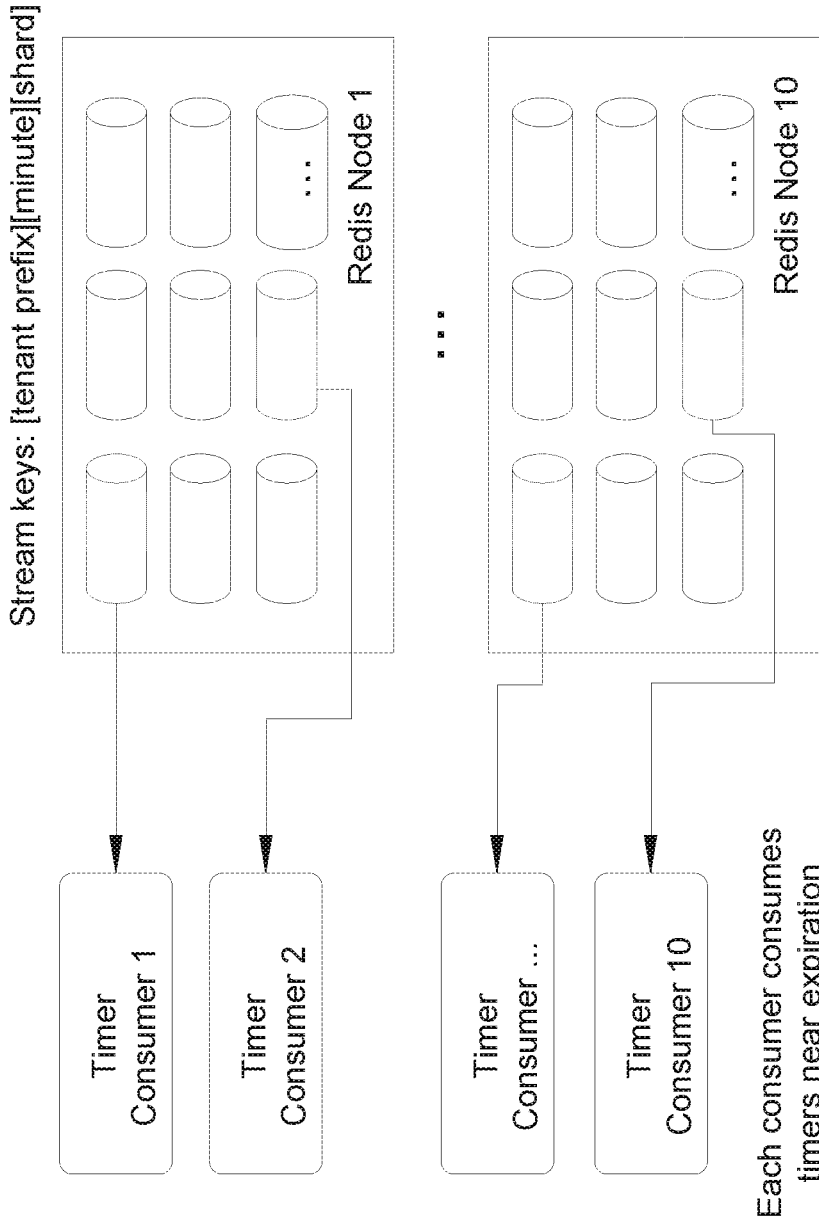 Stream keys: [tenant prefix][minute][shard]
...
Redis Node 1
...
...
Redis Node 10
Timer
Consumer 1
Timer
Consumer 2
Timer
Consumer ...
Timer
Consumer 10
Each consumer consumes
timers near expiration